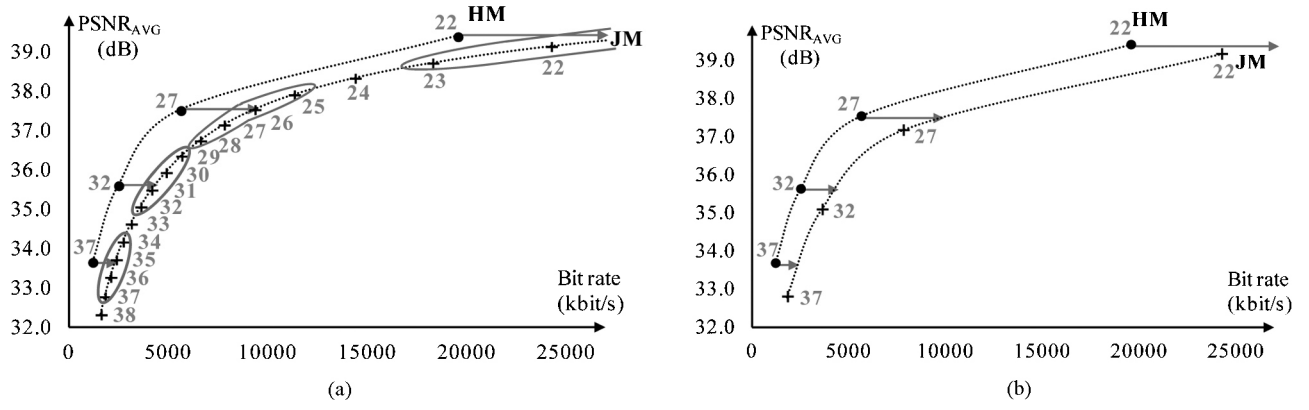 PSNRAVG
(dB)
22 HM
JM
39.0
38.0
37.0
36.0
35.0
34.0
33.0
32.0
27
32
37
22
23
24
25
26
27
28
29
30
31
32
33
34
35
36
37
38
Bit rate
(kbit/s)
0 5000 10000 15000 20000 25000
(a)
PSNRAVG
(dB)
22 HM
22 JM
39.0
38.0
37.0
36.0
35.0
34.0
33.0
32.0
27
27
32
32
37
37
Bit rate
(kbit/s)
0 5000 10000 15000 20000 25000
(b)